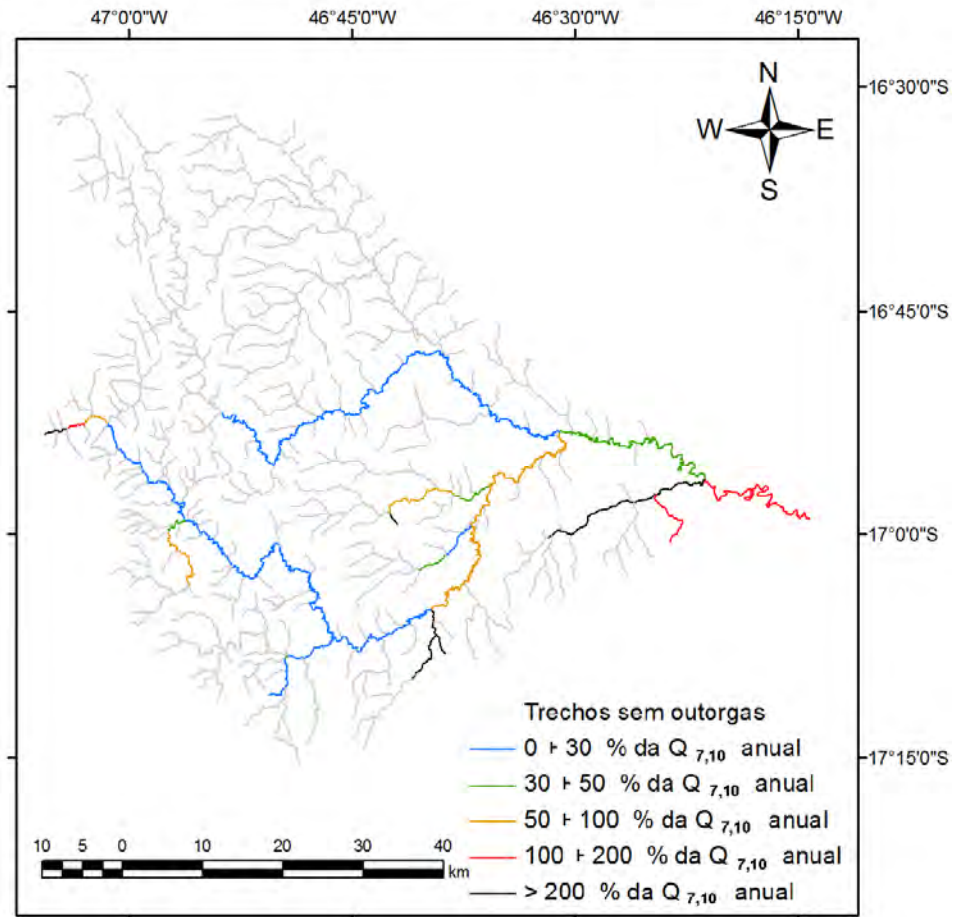 47°0'0"W 46°45'0"W 46°30'0"W 46°15'0"W
16°30'0"S
N
W E
S
16°45'0"S
17°0'0"S
Trechos sem outorgas
0 ⊦ 30 % da Q 7,10 anual
17°15'0"S
30 ⊦ 50 % da Q 7,10 anual
50 ⊦ 100 % da Q 7,10 anual
100 ⊦ 200 % da Q 7,10 anual
> 200 % da Q 7,10 anual
10 5 0 10 20 30 40
km